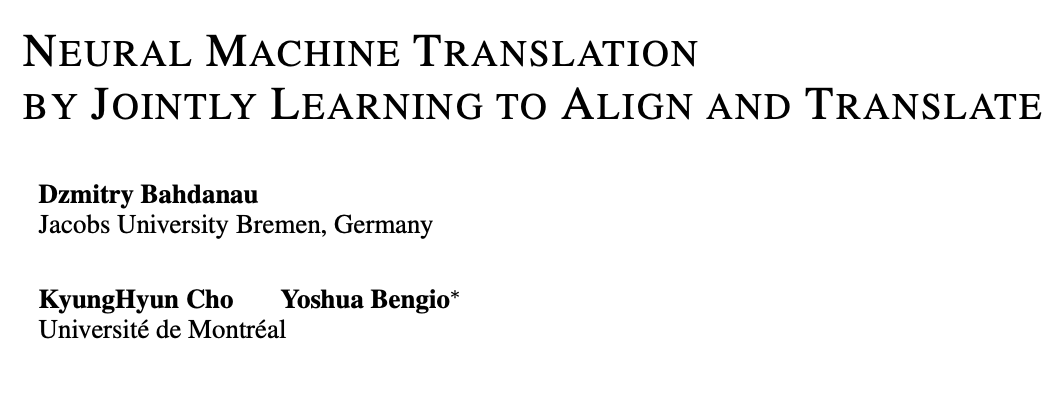 NEURAL MACHINE TRANSLATION
BY JOINTLY LEARNING TO ALIGN AND TRANSLATE
Dzmitry Bahdanau
Jacobs University Bremen, Germany
KyungHyun Cho Yoshua Bengio*
Université de Montréal